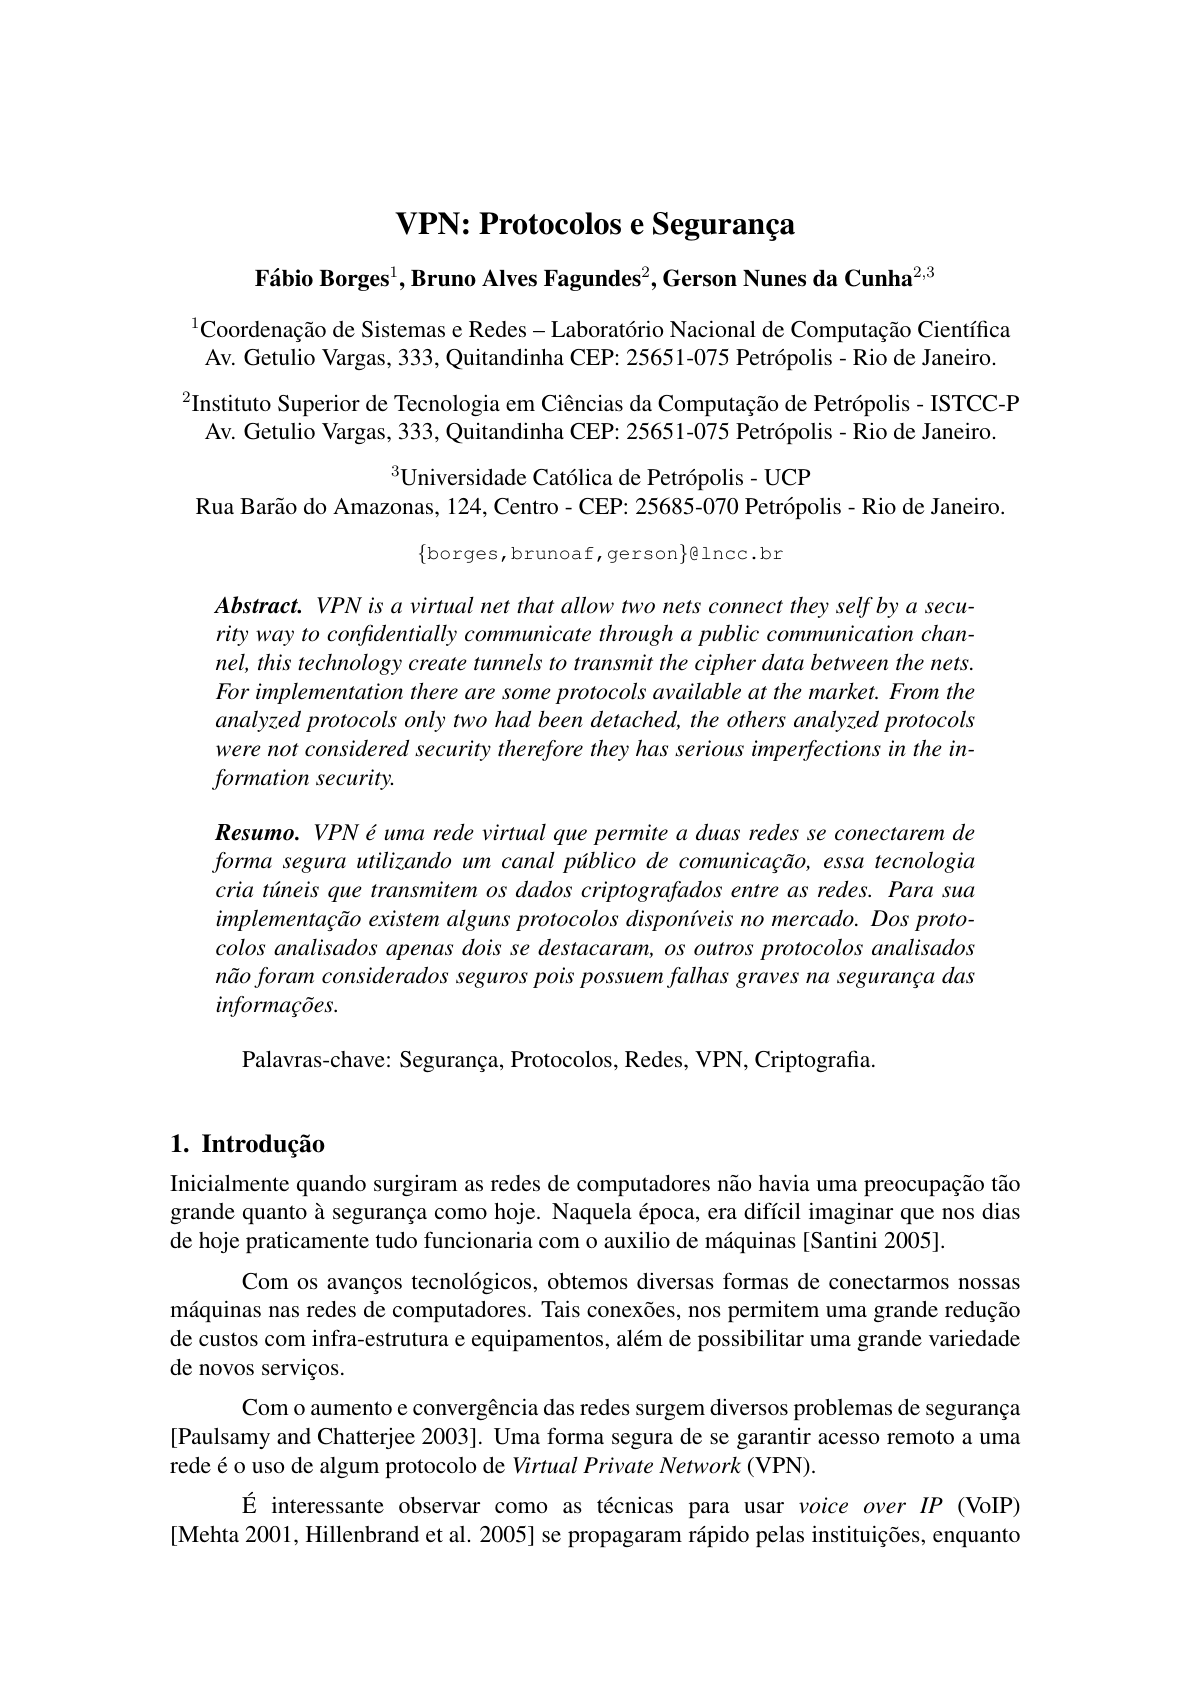 VPN: Protocolos e Segurança
Fábio Borges1, Bruno Alves Fagundes2, Gerson Nunes da Cunha2,3
1Coordenação de Sistemas e Redes – Laboratório Nacional de Computação Científica
Av. Getulio Vargas, 333, Quitandinha CEP: 25651-075 Petrópolis - Rio de Janeiro.
2Instituto Superior de Tecnologia em Ciências da Computação de Petrópolis - ISTCC-P
Av. Getulio Vargas, 333, Quitandinha CEP: 25651-075 Petrópolis - Rio de Janeiro.
3Universidade Católica de Petrópolis - UCP
Rua Barão do Amazonas, 124, Centro - CEP: 25685-070 Petrópolis - Rio de Janeiro.
{borges,brunoaf,gerson}@lncc.br
Abstract. VPN is a virtual net that allow two nets connect they self by a secu-
rity way to confidentially communicate through a public communication chan-
nel, this technology create tunnels to transmit the cipher data between the nets.
For implementation there are some protocols available at the market. From the
analyzed protocols only two had been detached, the others analyzed protocols
were not considered security therefore they has serious imperfections in the in-
formation security.
Resumo. VPN é uma rede virtual que permite a duas redes se conectarem de
forma segura utilizando um canal público de comunicação, essa tecnologia
cria túneis que transmitem os dados criptografados entre as redes. Para sua
implementação existem alguns protocolos disponíveis no mercado. Dos proto-
colos analisados apenas dois se destacaram, os outros protocolos analisados
não foram considerados seguros pois possuem falhas graves na segurança das
informações.
Palavras-chave: Segurança, Protocolos, Redes, VPN, Criptografia.
1. Introdução
Inicialmente quando surgiram as redes de computadores não havia uma preocupação tão
grande quanto à segurança como hoje. Naquela época, era difícil imaginar que nos dias
de hoje praticamente tudo funcionaria com o auxilio de máquinas [Santini 2005].
Com os avanços tecnológicos, obtemos diversas formas de conectarmos nossas
máquinas nas redes de computadores. Tais conexões, nos permitem uma grande redução
de custos com infra-estrutura e equipamentos, além de possibilitar uma grande variedade
de novos serviços.
Com o aumento e convergência das redes surgem diversos problemas de segurança
[Paulsamy and Chatterjee 2003]. Uma forma segura de se garantir acesso remoto a uma
rede é o uso de algum protocolo de Virtual Private Network (VPN).
É interessante observar como as técnicas para usar voice over IP (VoIP)
[Mehta 2001, Hillenbrand et al. 2005] se propagaram rápido pelas instituições, enquanto